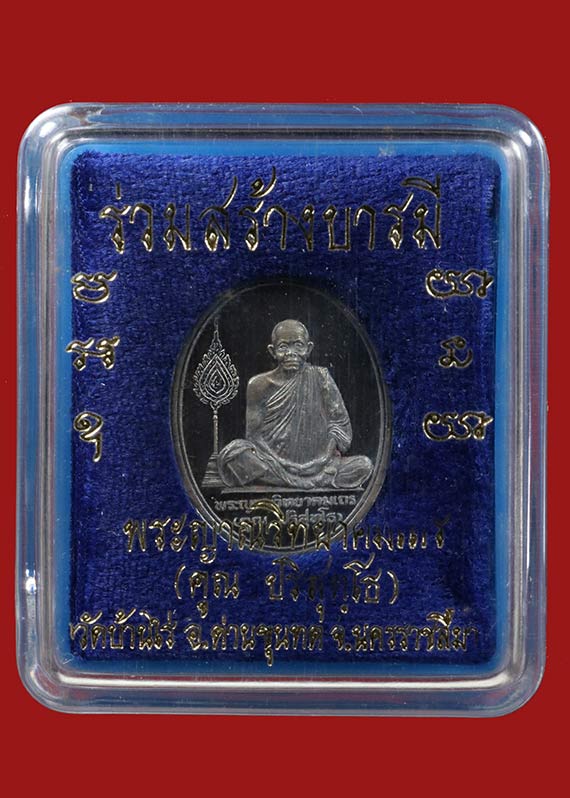 ร่วมสร้างบารมี
พระญาณวิทยาคมเถร
(คูณ ปริสุทฺโธ)
วัดบ้านไร่ อ.ด่านขุนทด จ.นครราชสีมา